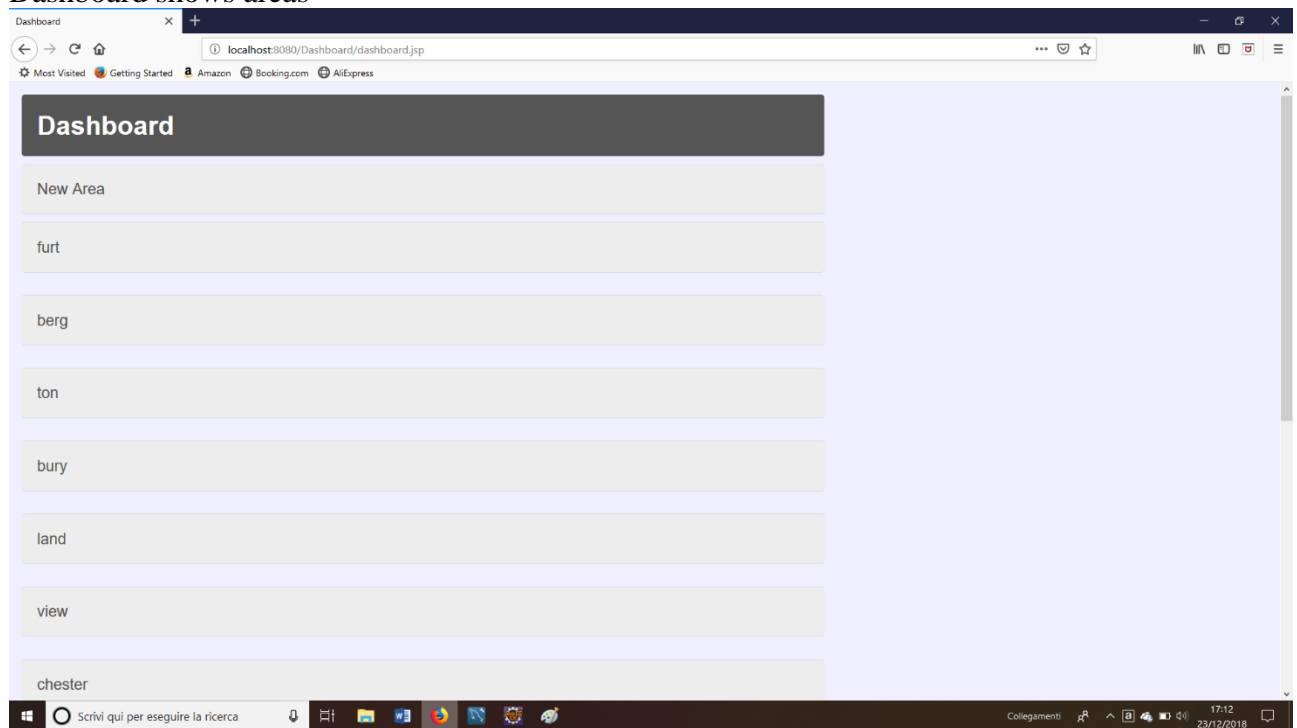 Dashboard shows areas
Dashboard
localhost:8080/Dashboard/dashboard.jsp
Most Visited Getting Started Amazon Booking.com AliExpress
Dashboard
New Area
furt
berg
ton
bury
land
view
chester
Scrivi qui per eseguire la ricerca
Collegamenti
17:12
23/12/2018